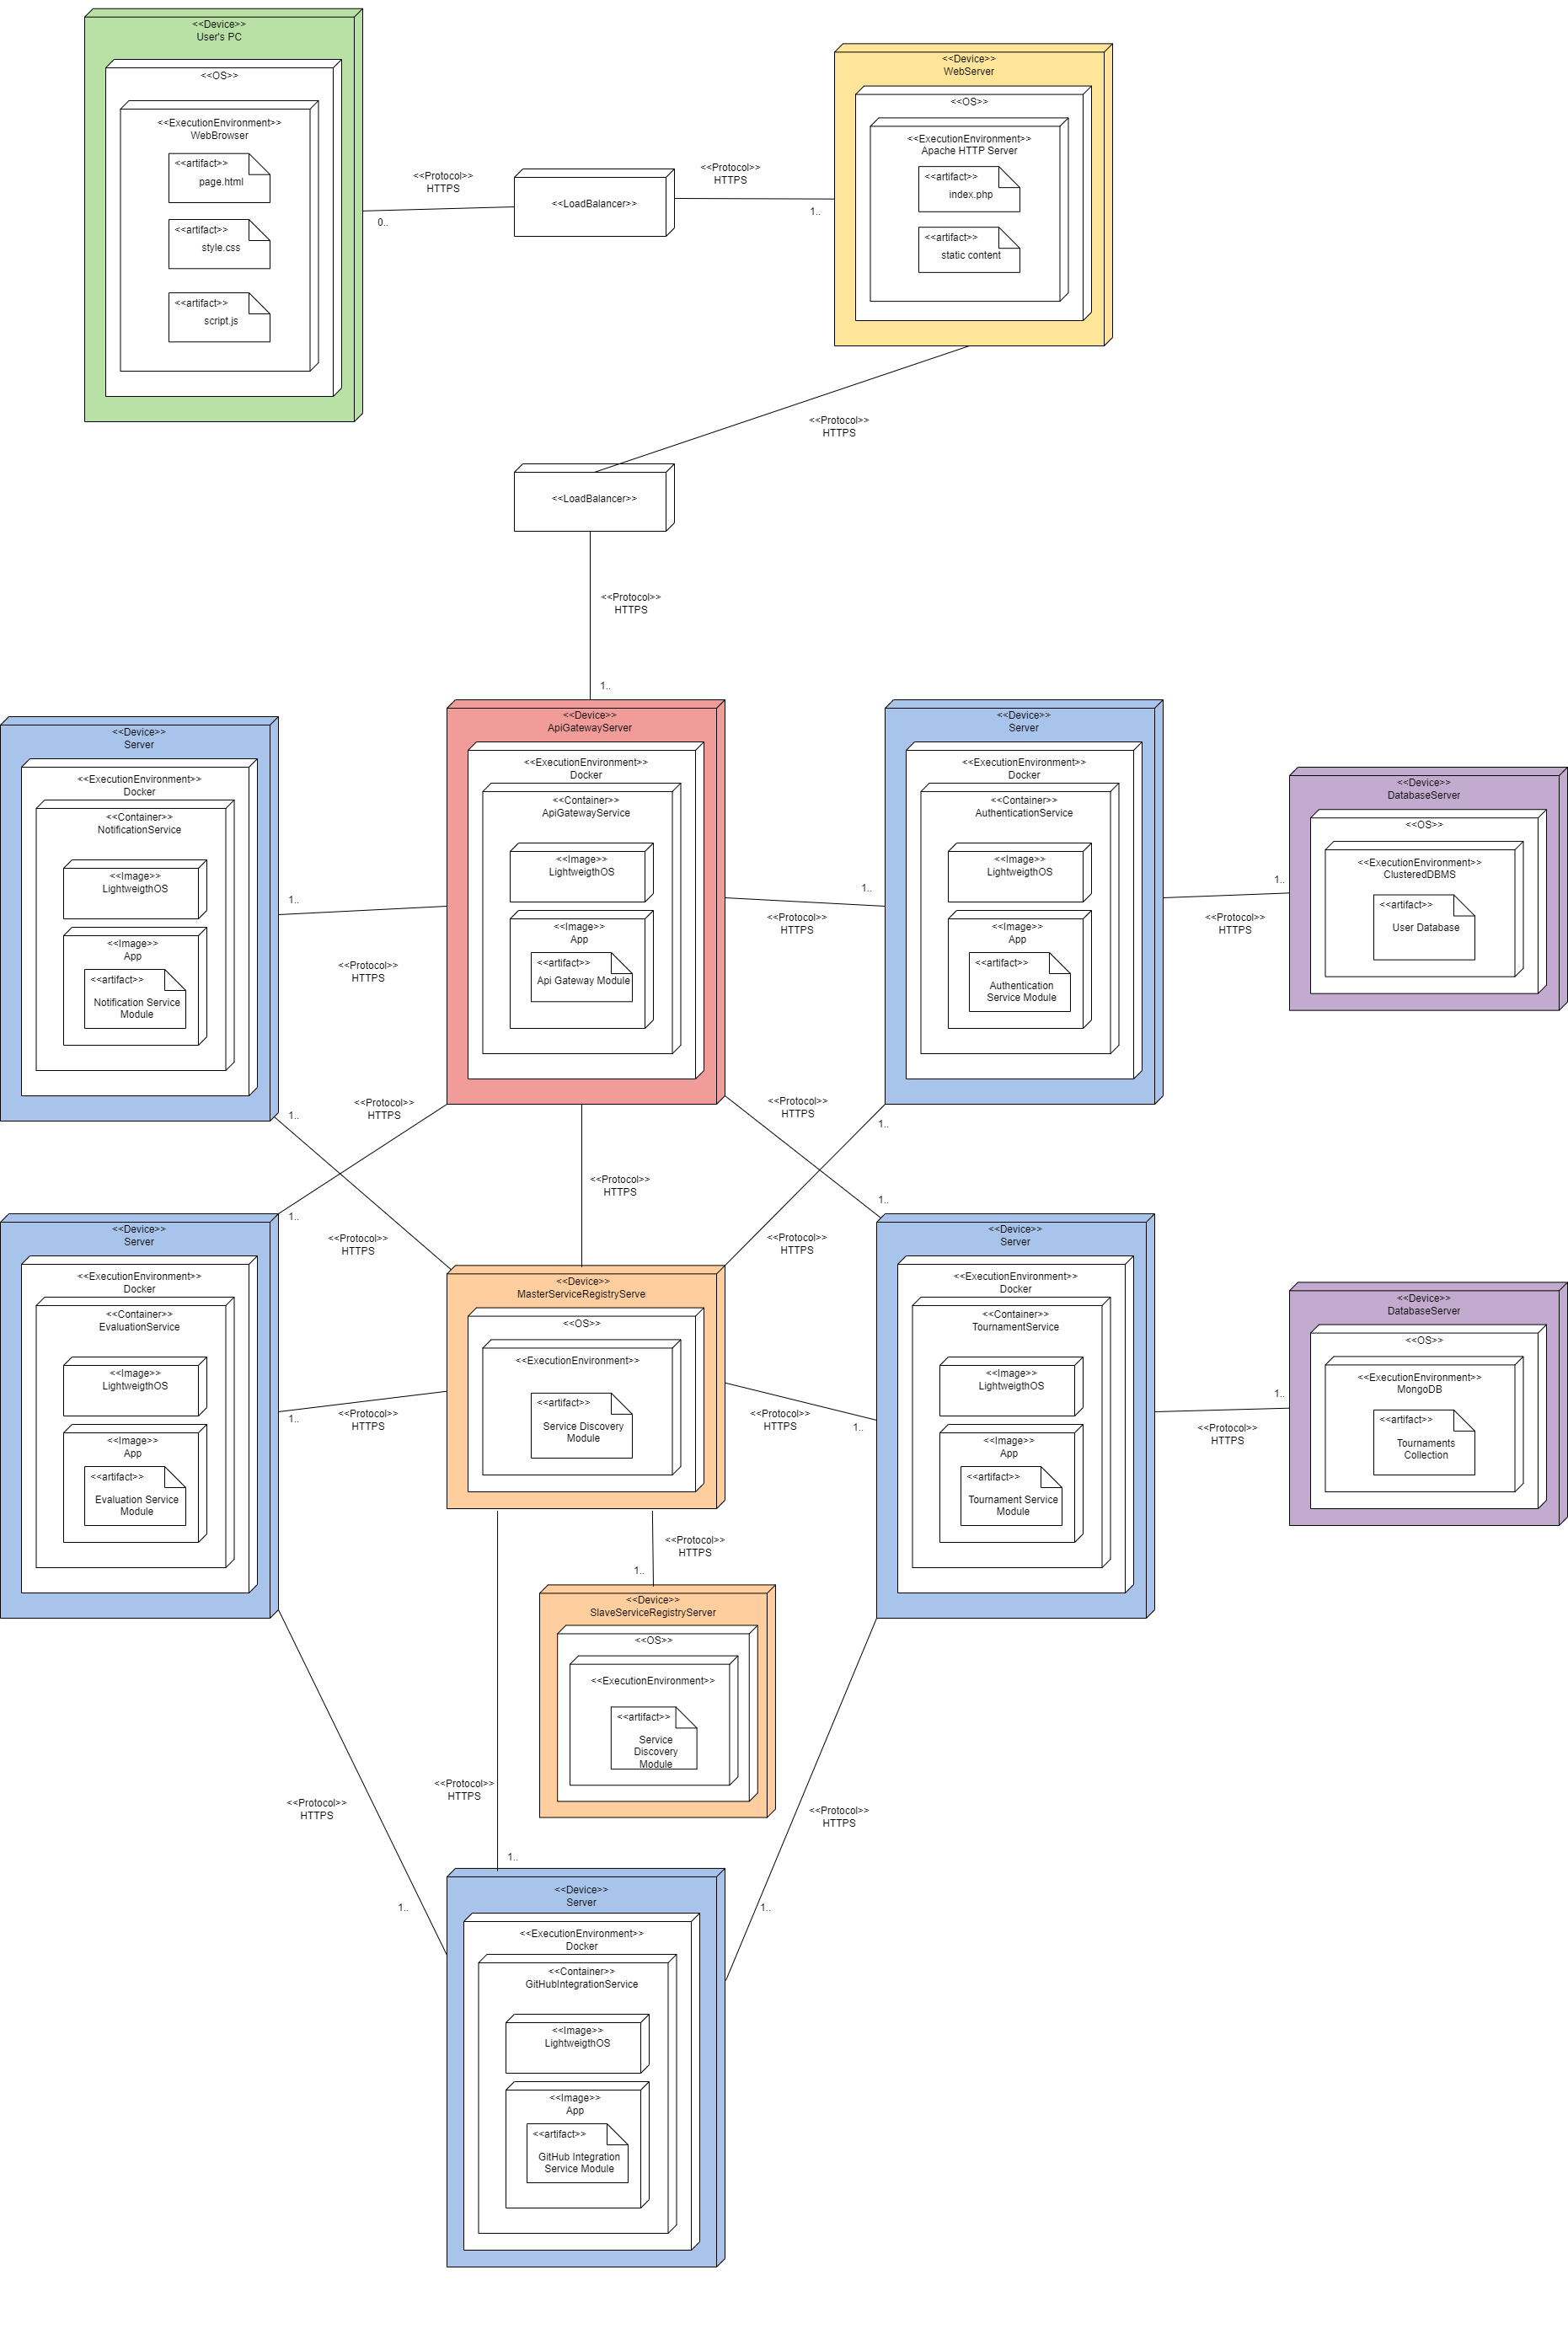 <<Device>>
User's PC
<<OS>>
<<ExecutionEnvironment>>
WebBrowser
<<artifact>>
page.html
<<artifact>>
style.css
<<artifact>>
script.js
<<Protocol>>
HTTPS
0..
<<LoadBalancer>>
<<Protocol>>
HTTPS
1..
<<Device>>
WebServer
<<OS>>
<<ExecutionEnvironment>>
Apache HTTP Server
<<artifact>>
index.php
<<artifact>>
static content
<<Protocol>>
HTTPS
<<LoadBalancer>>
<<Protocol>>
HTTPS
1..
<<Device>>
Server
<<ExecutionEnvironment>>
Docker
<<Container>>
NotificationService
<<Image>>
LightweigthOS
<<Image>>
App
<<artifact>>
Notification Service
Module
1..
<<Protocol>>
HTTPS
<<Device>>
ApiGatewayServer
<<ExecutionEnvironment>>
Docker
<<Container>>
ApiGatewayService
<<Image>>
LightweigthOS
<<Image>>
App
<<artifact>>
Api Gateway Module
1..
<<Protocol>>
HTTPS
<<Device>>
Server
<<ExecutionEnvironment>>
Docker
<<Container>>
AuthenticationService
<<Image>>
LightweigthOS
<<Image>>
App
<<artifact>>
Authentication
Service Module
1..
<<Protocol>>
HTTPS
<<Device>>
DatabaseServer
<<OS>>
<<ExecutionEnvironment>>
ClusteredDBMS
<<artifact>>
User Database
<<Protocol>>
HTTPS
1..
<<Protocol>>
HTTPS
1..
<<Protocol>>
HTTPS
1..
<<Protocol>>
HTTPS
1..
<<Protocol>>
HTTPS
1..
<<Device>>
Server
<<ExecutionEnvironment>>
Docker
<<Container>>
EvaluationService
<<Image>>
LightweigthOS
<<Image>>
App
<<artifact>>
Evaluation Service
Module
1..
<<Protocol>>
HTTPS
<<Device>>
MasterServiceRegistryServe
<<OS>>
<<ExecutionEnvironment>>
<<artifact>>
Service Discovery
Module
<<Protocol>>
HTTPS
1..
<<Device>>
Server
<<ExecutionEnvironment>>
Docker
<<Container>>
TournamentService
<<Image>>
LightweigthOS
<<Image>>
App
<<artifact>>
Tournament Service
Module
1..
<<Protocol>>
HTTPS
<<Device>>
DatabaseServer
<<OS>>
<<ExecutionEnvironment>>
MongoDB
<<artifact>>
Tournaments
Collection
<<Protocol>>
HTTPS
1..
<<Device>>
SlaveServiceRegistryServer
<<OS>>
<<ExecutionEnvironment>>
<<artifact>>
Service
Discovery
Module
<<Protocol>>
HTTPS
1..
<<Protocol>>
HTTPS
1..
<<Protocol>>
HTTPS
1..
<<Device>>
Server
<<ExecutionEnvironment>>
Docker
<<Container>>
GitHubIntegrationService
<<Image>>
LightweigthOS
<<Image>>
App
<<artifact>>
GitHub Integration
Service Module